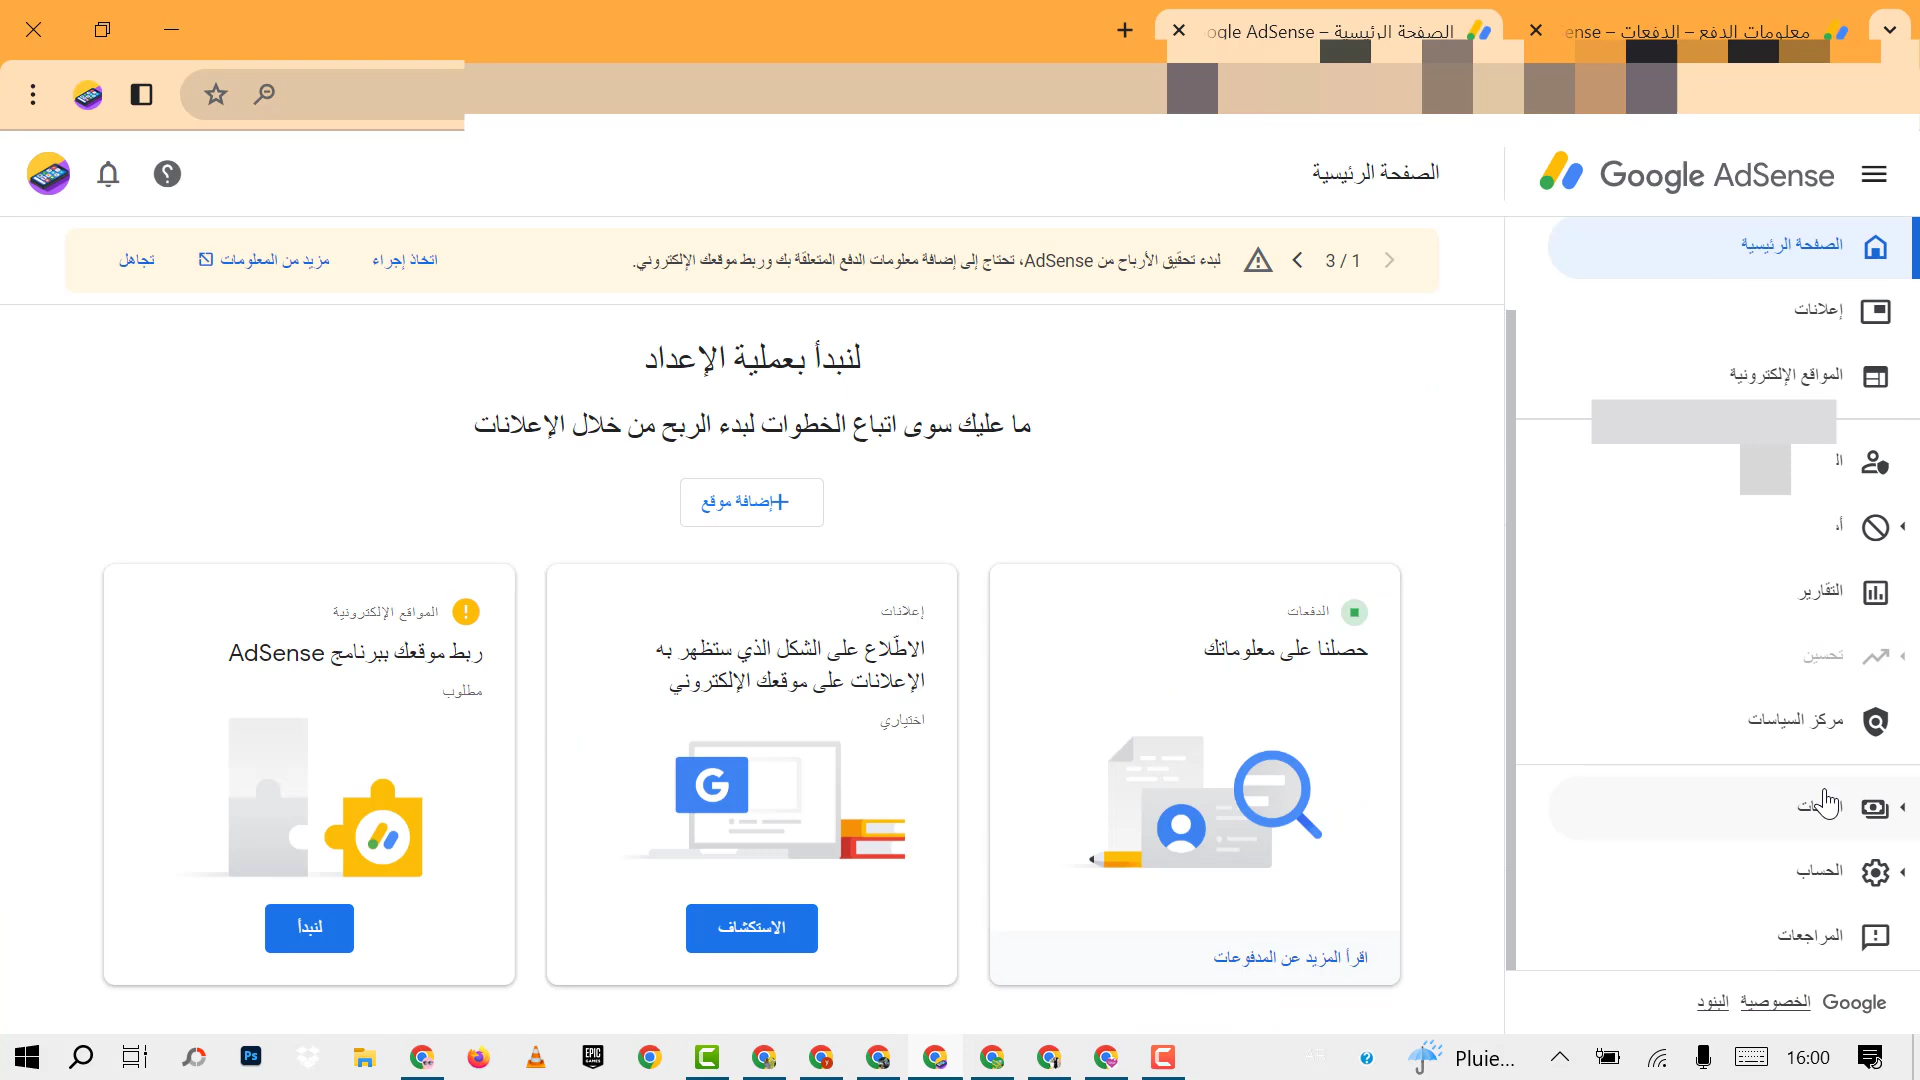 معلومات الدفع – الدفعات – ense
الصفحة الرئيسية – ogle AdSense
Google AdSense
الصفحة الرئيسية
الصفحة الرئيسية
إعلانات
المواقع الإلكترونية
التقارير
تحسين
مركز السياسات
الحساب
المراجعات
Google الخصوصية البنود
3 / 1
لبدء تحقيق الأرباح من AdSense، تحتاج إلى إضافة معلومات الدفع المتعلقة بك وربط موقعك الإلكتروني.
اتخاذ إجراء
مزيد من المعلومات
تجاهل
لنبدأ بعملية الإعداد
ما عليك سوى اتباع الخطوات لبدء الربح من خلال الإعلانات
إضافة موقع
الدفعات
حصلنا على معلوماتك
اقرأ المزيد عن المدفوعات
إعلانات
الاطّلاع على الشكل الذي ستظهر به
الإعلانات على موقعك الإلكتروني
اختياري
G
الاستكشاف
المواقع الإلكترونية
ربط موقعك ببرنامج AdSense
مطلوب
لنبدأ
Ps
EPIC
GAMES
Pluie...
16:00